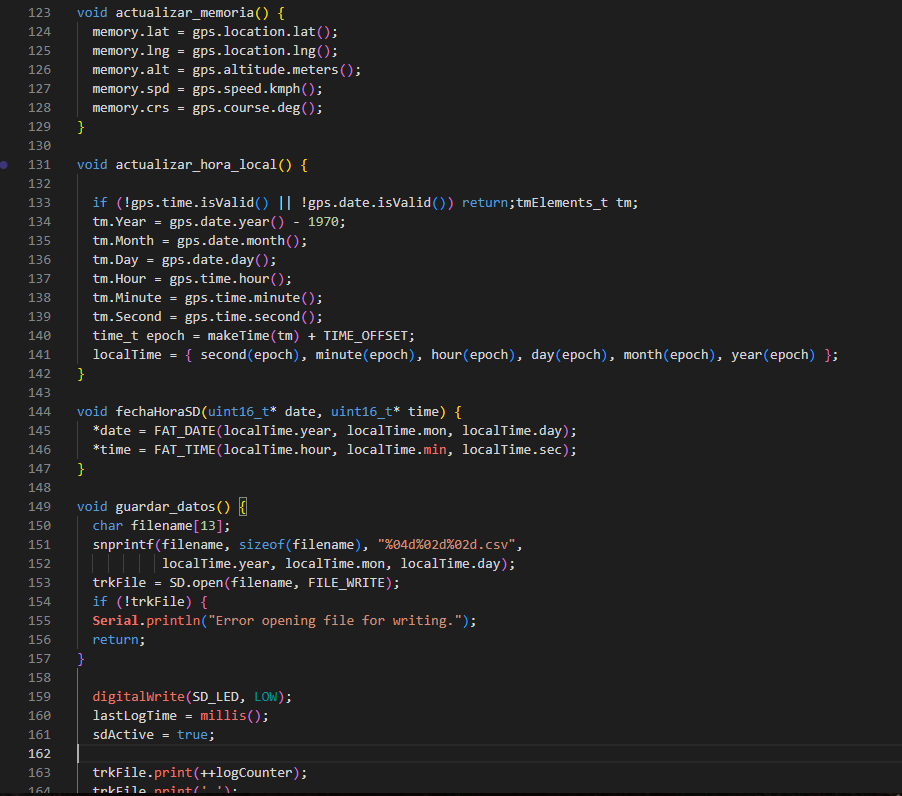 123 void actualizar_memoria() {
124 memory.lat = gps.location.lat();
125 memory.lng = gps.location.lng();
126 memory.alt = gps.altitude.meters();
127 memory.spd = gps.speed.kmph();
128 memory.crs = gps.course.deg();
129 }
130
131 void actualizar_hora_local() {
132
133 if (!gps.time.isValid() || !gps.date.isValid()) return;tmElements_t tm;
134 tm.Year = gps.date.year() - 1970;
135 tm.Month = gps.date.month();
136 tm.Day = gps.date.day();
137 tm.Hour = gps.time.hour();
138 tm.Minute = gps.time.minute();
139 tm.Second = gps.time.second();
140 time_t epoch = makeTime(tm) + TIME_OFFSET;
141 localTime = { second(epoch), minute(epoch), hour(epoch), day(epoch), month(epoch), year(epoch) };
142 }
143
144 void fechaHoraSD(uint16_t* date, uint16_t* time) {
145 *date = FAT_DATE(localTime.year, localTime.mon, localTime.day);
146 *time = FAT_TIME(localTime.hour, localTime.min, localTime.sec);
147 }
148
149 void guardar_datos() {
150 char filename[13];
151 snprintf(filename, sizeof(filename), "%04d%02d%02d.csv",
152 localTime.year, localTime.mon, localTime.day);
153 trkFile = SD.open(filename, FILE_WRITE);
154 if (!trkFile) {
155 Serial.println("Error opening file for writing.");
156 return;
157 }
158
159 digitalWrite(SD_LED, LOW);
160 lastLogTime = millis();
161 sdActive = true;
162
163 trkFile.print(++logCounter);
164 trkFile.print(',');